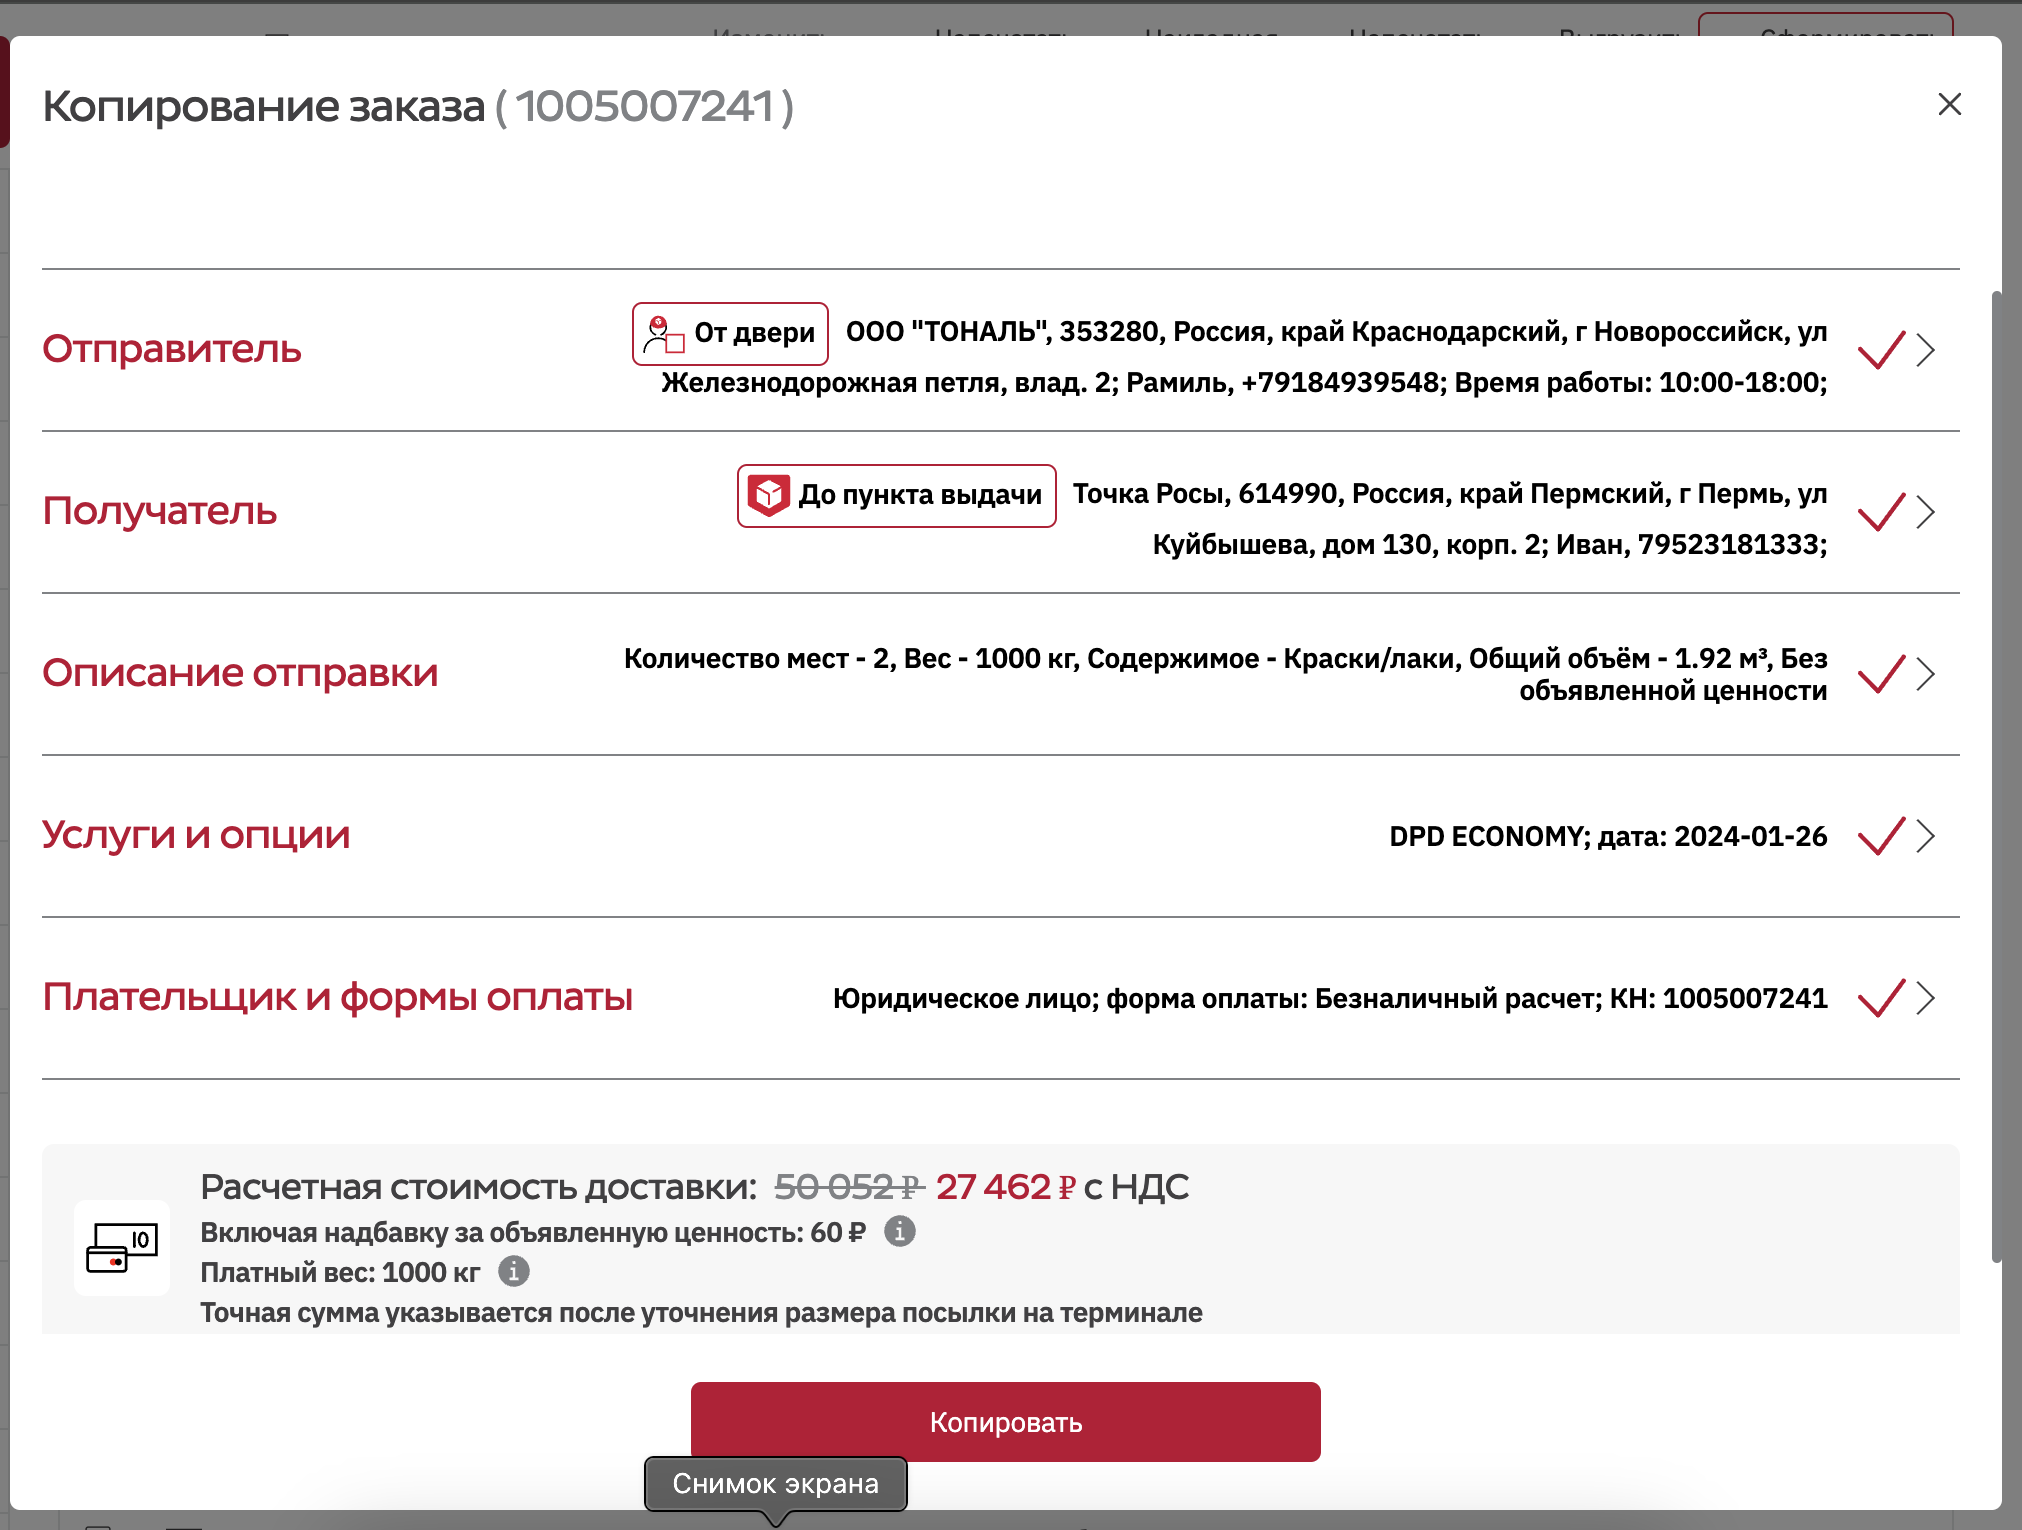 Копирование заказа (1005007241)
Отправитель
От двери ООО "ТОНАЛЬ", 353280, Россия, край Краснодарский, г Новороссийск, ул
Железнодорожная петля, влад. 2; Рамиль, +79184939548; Время работы: 10:00-18:00;
Получатель
До пункта выдачи Точка Росы, 614990, Россия, край Пермский, г Пермь, ул
Куйбышева, дом 130, корп. 2; Иван, 79523181333;
Описание отправки
Количество мест - 2, Вес - 1000 кг, Содержимое - Краски/лаки, Общий объём - 1.92 м³, Без
объявленной ценности
Услуги и опции
DPD ECONOMY; дата: 2024-01-26
Плательщик и формы оплаты
Юридическое лицо; форма оплаты: Безналичный расчет; КН: 1005007241
10
Расчетная стоимость доставки: 50 052 ₽ 27 462 ₽ с НДС
Включая надбавку за объявленную ценность: 60 ₽
Платный вес: 1000 кг
Точная сумма указывается после уточнения размера посылки на терминале
Копировать
Снимок экрана